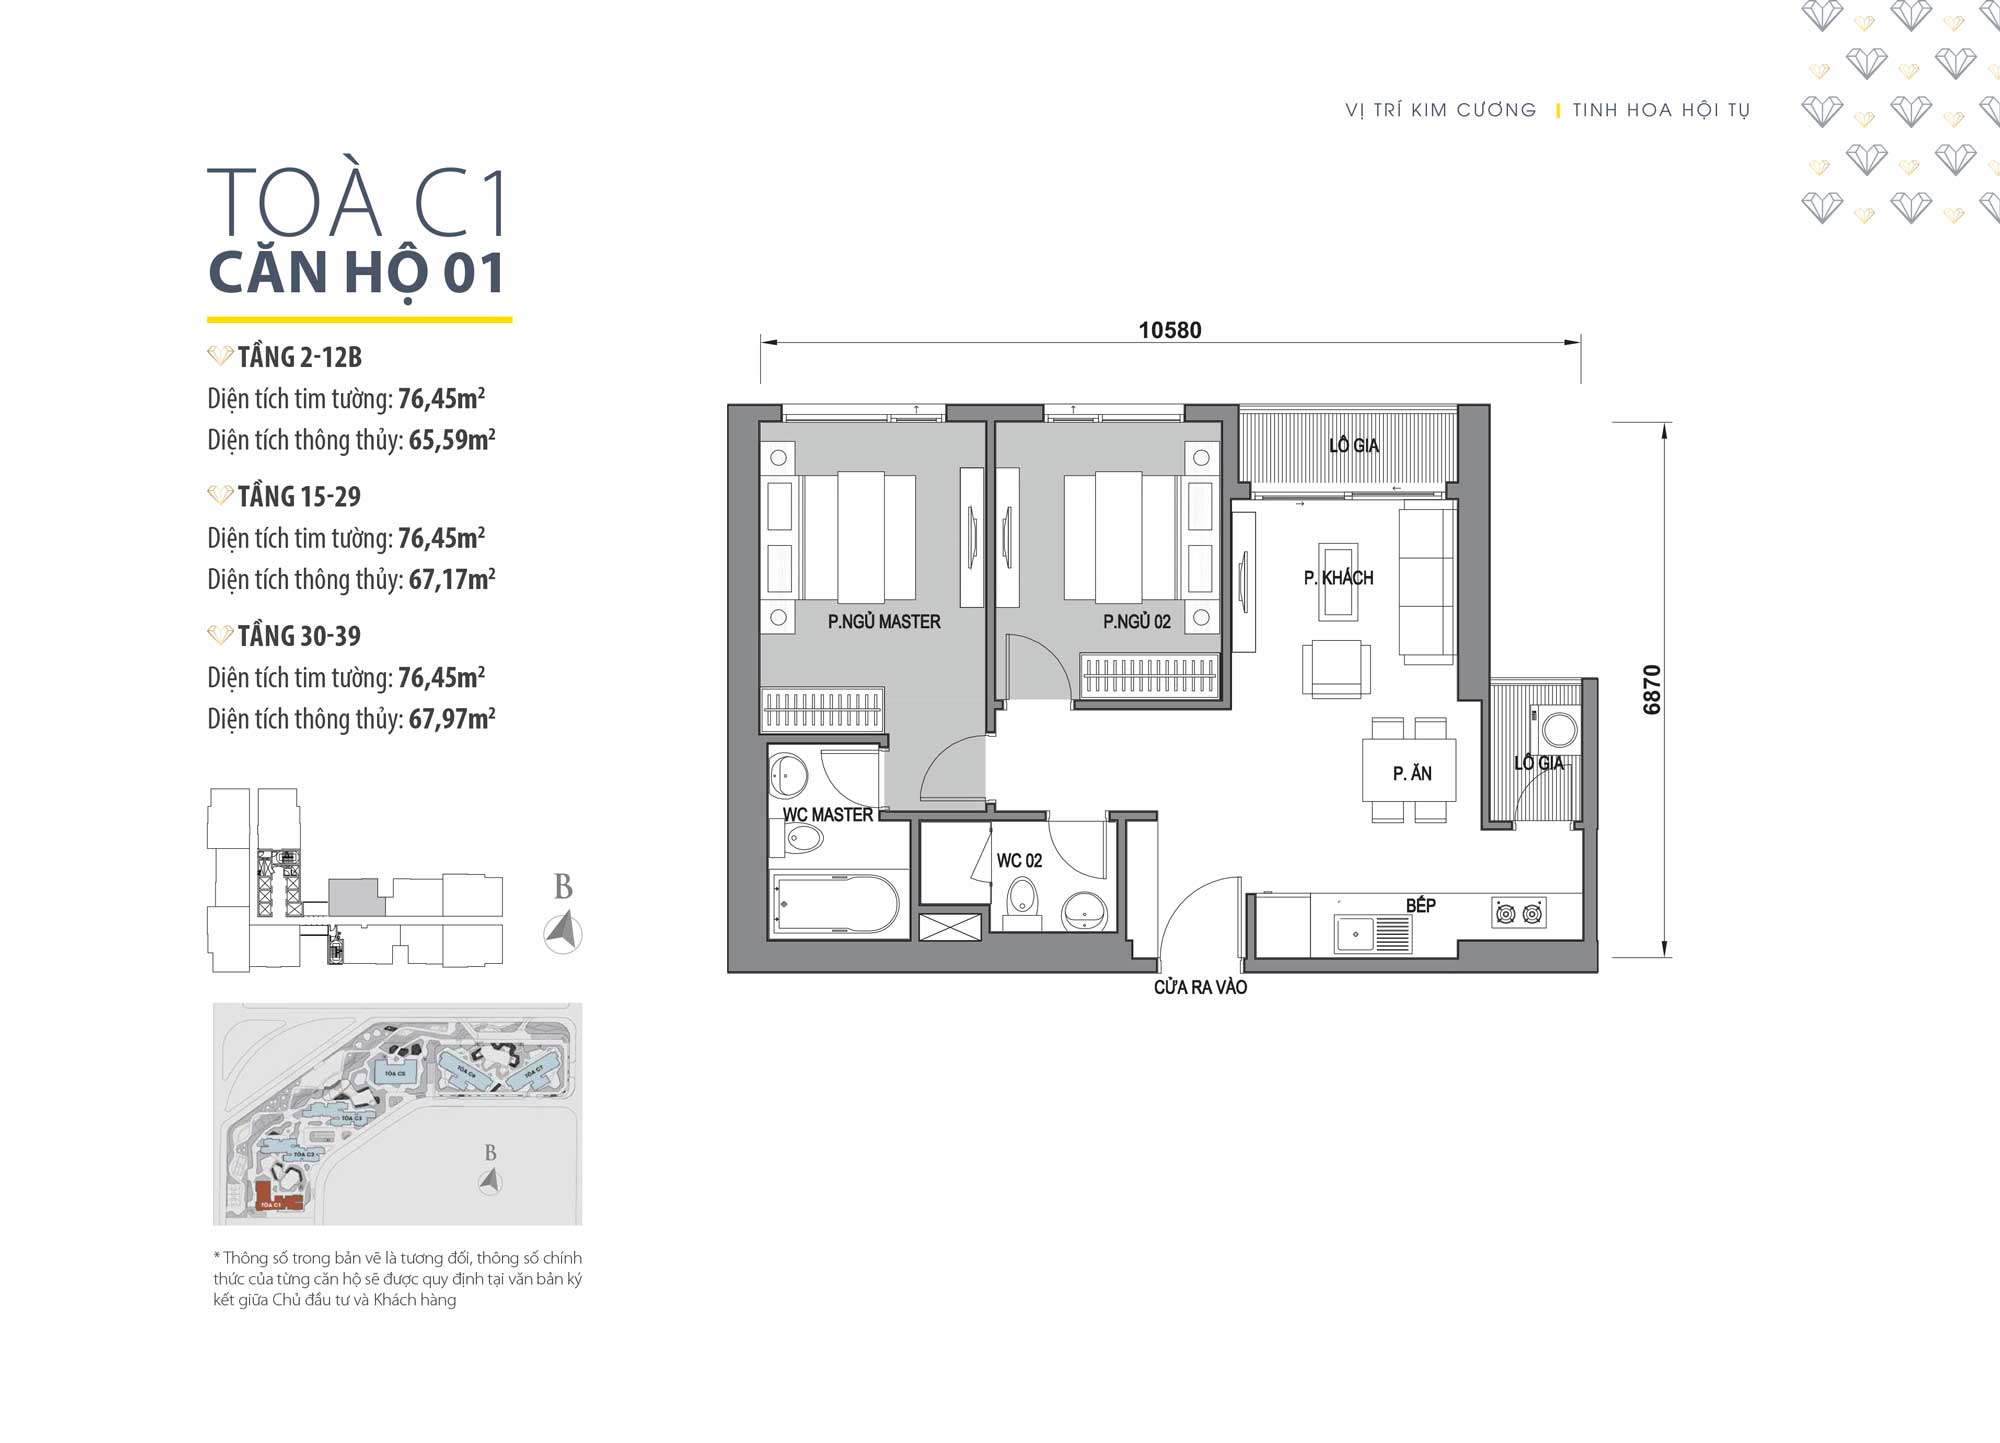 VỊ TRÍ KIM CƯƠNG | TINH HOA HỘI TỤ
TOÀ C1
CĂN HỘ 01
TẦNG 2-12B
Diện tích tim tường: 76,45m²
Diện tích thông thủy: 65,59m²
TẦNG 15-29
Diện tích tim tường: 76,45m²
Diện tích thông thủy: 67,17m²
TẦNG 30-39
Diện tích tim tường: 76,45m²
Diện tích thông thủy: 67,97m²
10580
6870
LÔ GIA
P. KHÁCH
P.NGỦ MASTER
P.NGỦ 02
LÔ GIA
P. ĂN
WC MASTER
WC 02
BẾP
CỬA RA VÀO
B
TÒA C5
TÒA C6
TÒA C7
TÒA C3
TÒA C2
B
TÒA C1
* Thông số trong bản vẽ là tương đối, thông số chính
thức của từng căn hộ sẽ được quy định tại văn bản ký
kết giữa Chủ đầu tư và Khách hàng